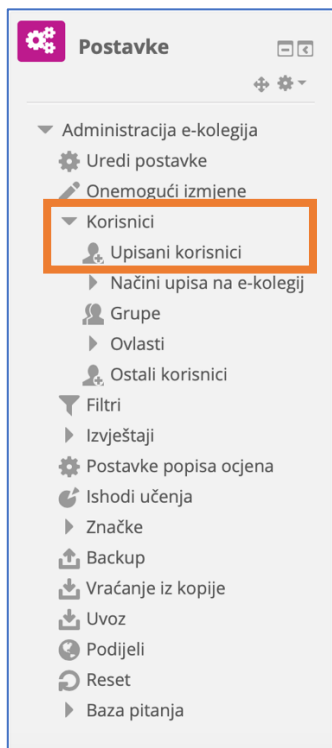 Postavke
Administracija e-kolegija
Uredi postavke
Onemogući izmjene
Korisnici
Upisani korisnici
Načini upisa na e-kolegij
Grupe
Ovlasti
Ostali korisnici
Filtri
Izvještaji
Postavke popisa ocjena
Ishodi učenja
Značke
Backup
Vraćanje iz kopije
Uvoz
Podijeli
Reset
Baza pitanja